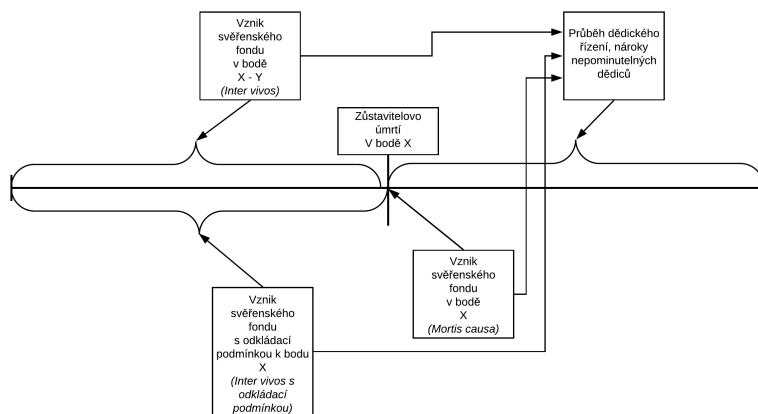 Vznik
svěřenského
fondu
v bodě
X - Y
(Inter vivos)
Průběh dědického
řízení, nároky
nepominutelných
dědiců
Zůstavitelovo
úmrtí
V bodě X
Vznik
svěřenského
fondu
v bodě
X
(Mortis causa)
Vznik
svěřenského
fondu
s odkládací
podmínkou k bodu
X
(Inter vivos s
odkládací
podmínkou)